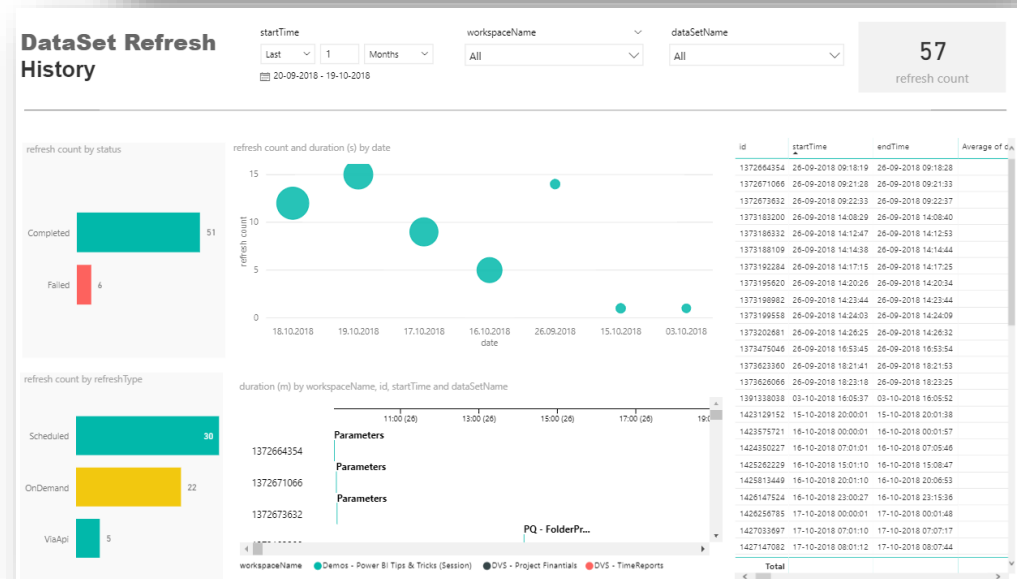 DataSet Refresh
History
startTime
Last 1 Months
20-09-2018 - 19-10-2018
workspaceName
All
dataSetName
All
57
refresh count
refresh count by status
Completed 51
Failed 6
refresh count and duration (s) by date
refresh count
15
10
5
0
18.10.2018 19.10.2018 17.10.2018 16.10.2018 26.09.2018 15.10.2018 03.10.2018
date
refresh count by refreshType
Scheduled 30
OnDemand 22
ViaApi 5
duration (m) by workspaceName, id, startTime and dataSetName
11:00 (26) 13:00 (26) 15:00 (26) 17:00 (26) 19:0
Parameters
1372664354
Parameters
1372671066
Parameters
1372673632
PQ - FolderPr...
workspaceName Demos - Power BI Tips & Tricks (Session) DVS - Project Finantials DVS - TimeReports
id startTime endTime Average of
1372664354 26-09-2018 09:18:19 26-09-2018 09:18:28
1372671066 26-09-2018 09:21:28 26-09-2018 09:21:33
1372673632 26-09-2018 09:22:33 26-09-2018 09:22:37
1373183200 26-09-2018 14:08:29 26-09-2018 14:08:40
1373186332 26-09-2018 14:12:47 26-09-2018 14:12:53
1373188109 26-09-2018 14:14:38 26-09-2018 14:14:44
1373192284 26-09-2018 14:17:15 26-09-2018 14:17:25
1373195620 26-09-2018 14:20:26 26-09-2018 14:20:34
1373198982 26-09-2018 14:23:44 26-09-2018 14:23:44
1373199558 26-09-2018 14:24:03 26-09-2018 14:24:09
1373202681 26-09-2018 14:26:25 26-09-2018 14:26:32
1373475046 26-09-2018 16:53:45 26-09-2018 16:53:54
1373623360 26-09-2018 18:21:41 26-09-2018 18:21:53
1373626066 26-09-2018 18:23:18 26-09-2018 18:23:25
1391338038 03-10-2018 16:05:37 03-10-2018 16:05:52
1423129152 15-10-2018 20:00:01 15-10-2018 20:01:38
1423575721 16-10-2018 00:00:01 16-10-2018 00:01:57
1424350227 16-10-2018 07:01:01 16-10-2018 07:05:46
1425262229 16-10-2018 15:01:10 16-10-2018 15:08:47
1425813449 16-10-2018 20:01:10 16-10-2018 20:06:53
1426147524 16-10-2018 23:00:27 16-10-2018 23:15:36
1426256785 17-10-2018 00:00:01 17-10-2018 00:01:48
1427033697 17-10-2018 07:01:10 17-10-2018 07:07:17
1427147082 17-10-2018 08:01:12 17-10-2018 08:07:44
Total